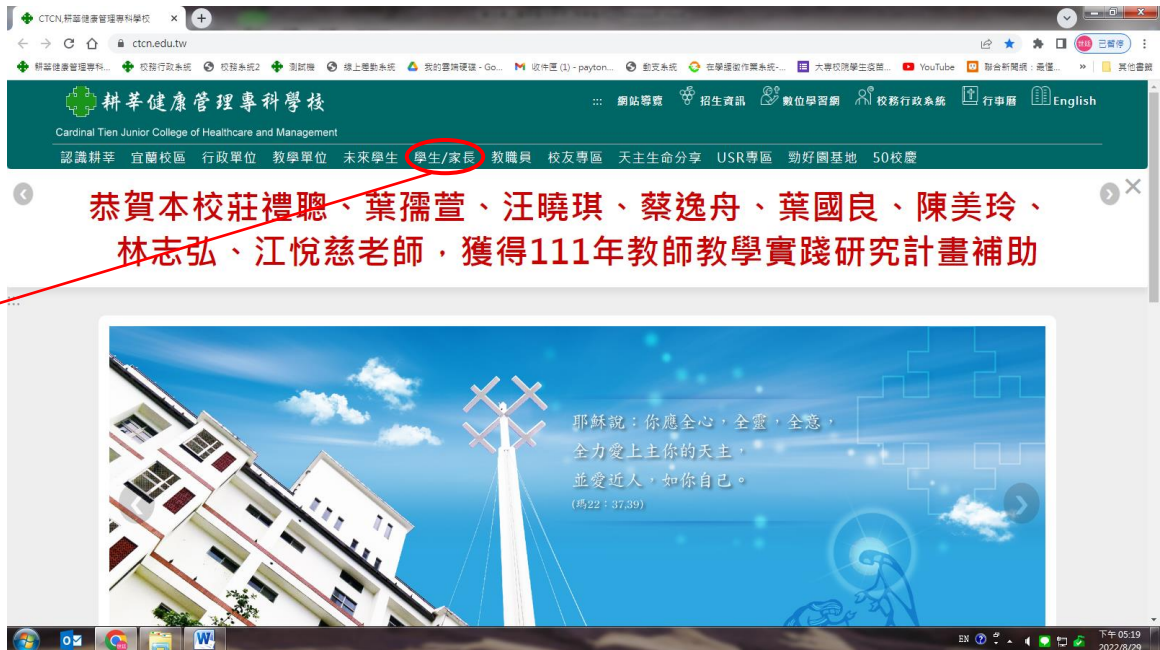 CTCN,耕莘健康管理專科學校
ctcn.edu.tw
已暫停
耕莘健康管理專科... 校務行政系統 校務系統2 測試機 線上差勤系統 我的雲端硬碟 - Go... 收件匣 (1) - payton... 動支系統 在學緩徵作業系統-... 大專校院學生疫苗... YouTube 聯合新聞網:最懂... » 其他書籤
耕莘健康管理專科學校
Cardinal Tien Junior College of Healthcare and Management
::: 網站導覽 招生資訊 數位學習網 校務行政系統 行事曆 English
認識耕莘 宜蘭校區 行政單位 教學單位 未來學生 學生/家長 教職員 校友專區 天主生命分享 USR專區 勁好園基地 50校慶
恭賀本校莊禮聰、葉孺萱、汪曉琪、蔡逸舟、葉國良、陳美玲、
林志弘、江悅慈老師,獲得111年教師教學實踐研究計畫補助
:::
耶穌說:你應全心,全靈,全意,
全力愛上主你的天主,
並愛近人,如你自己。
(瑪22:37,39)
EN
下午 05:19
2022/8/29